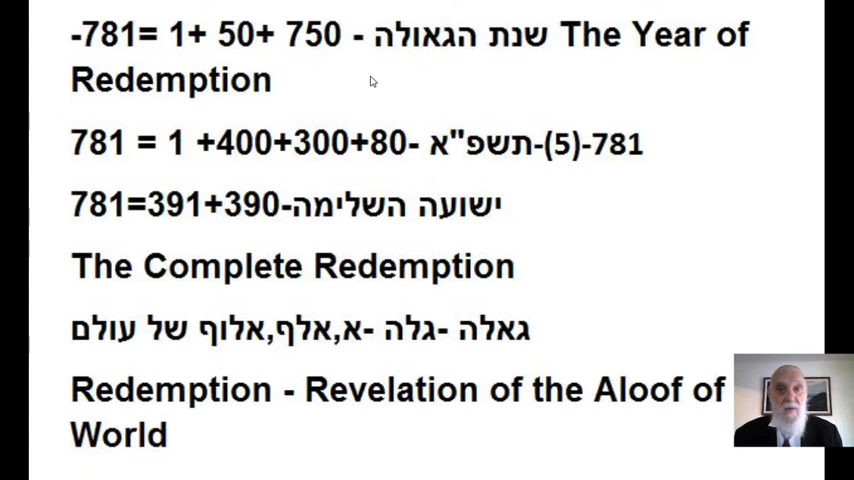 -781= 1+ 50+ 750 - שנת הגאולה The Year of
Redemption
781 = 1 +400+300+80- תשפ"א-(5)-781
781=391+390-ישועה השלימה
The Complete Redemption
גאלה -גלה -א,אלף,אלוף של עולם
Redemption - Revelation of the Aloof of
World